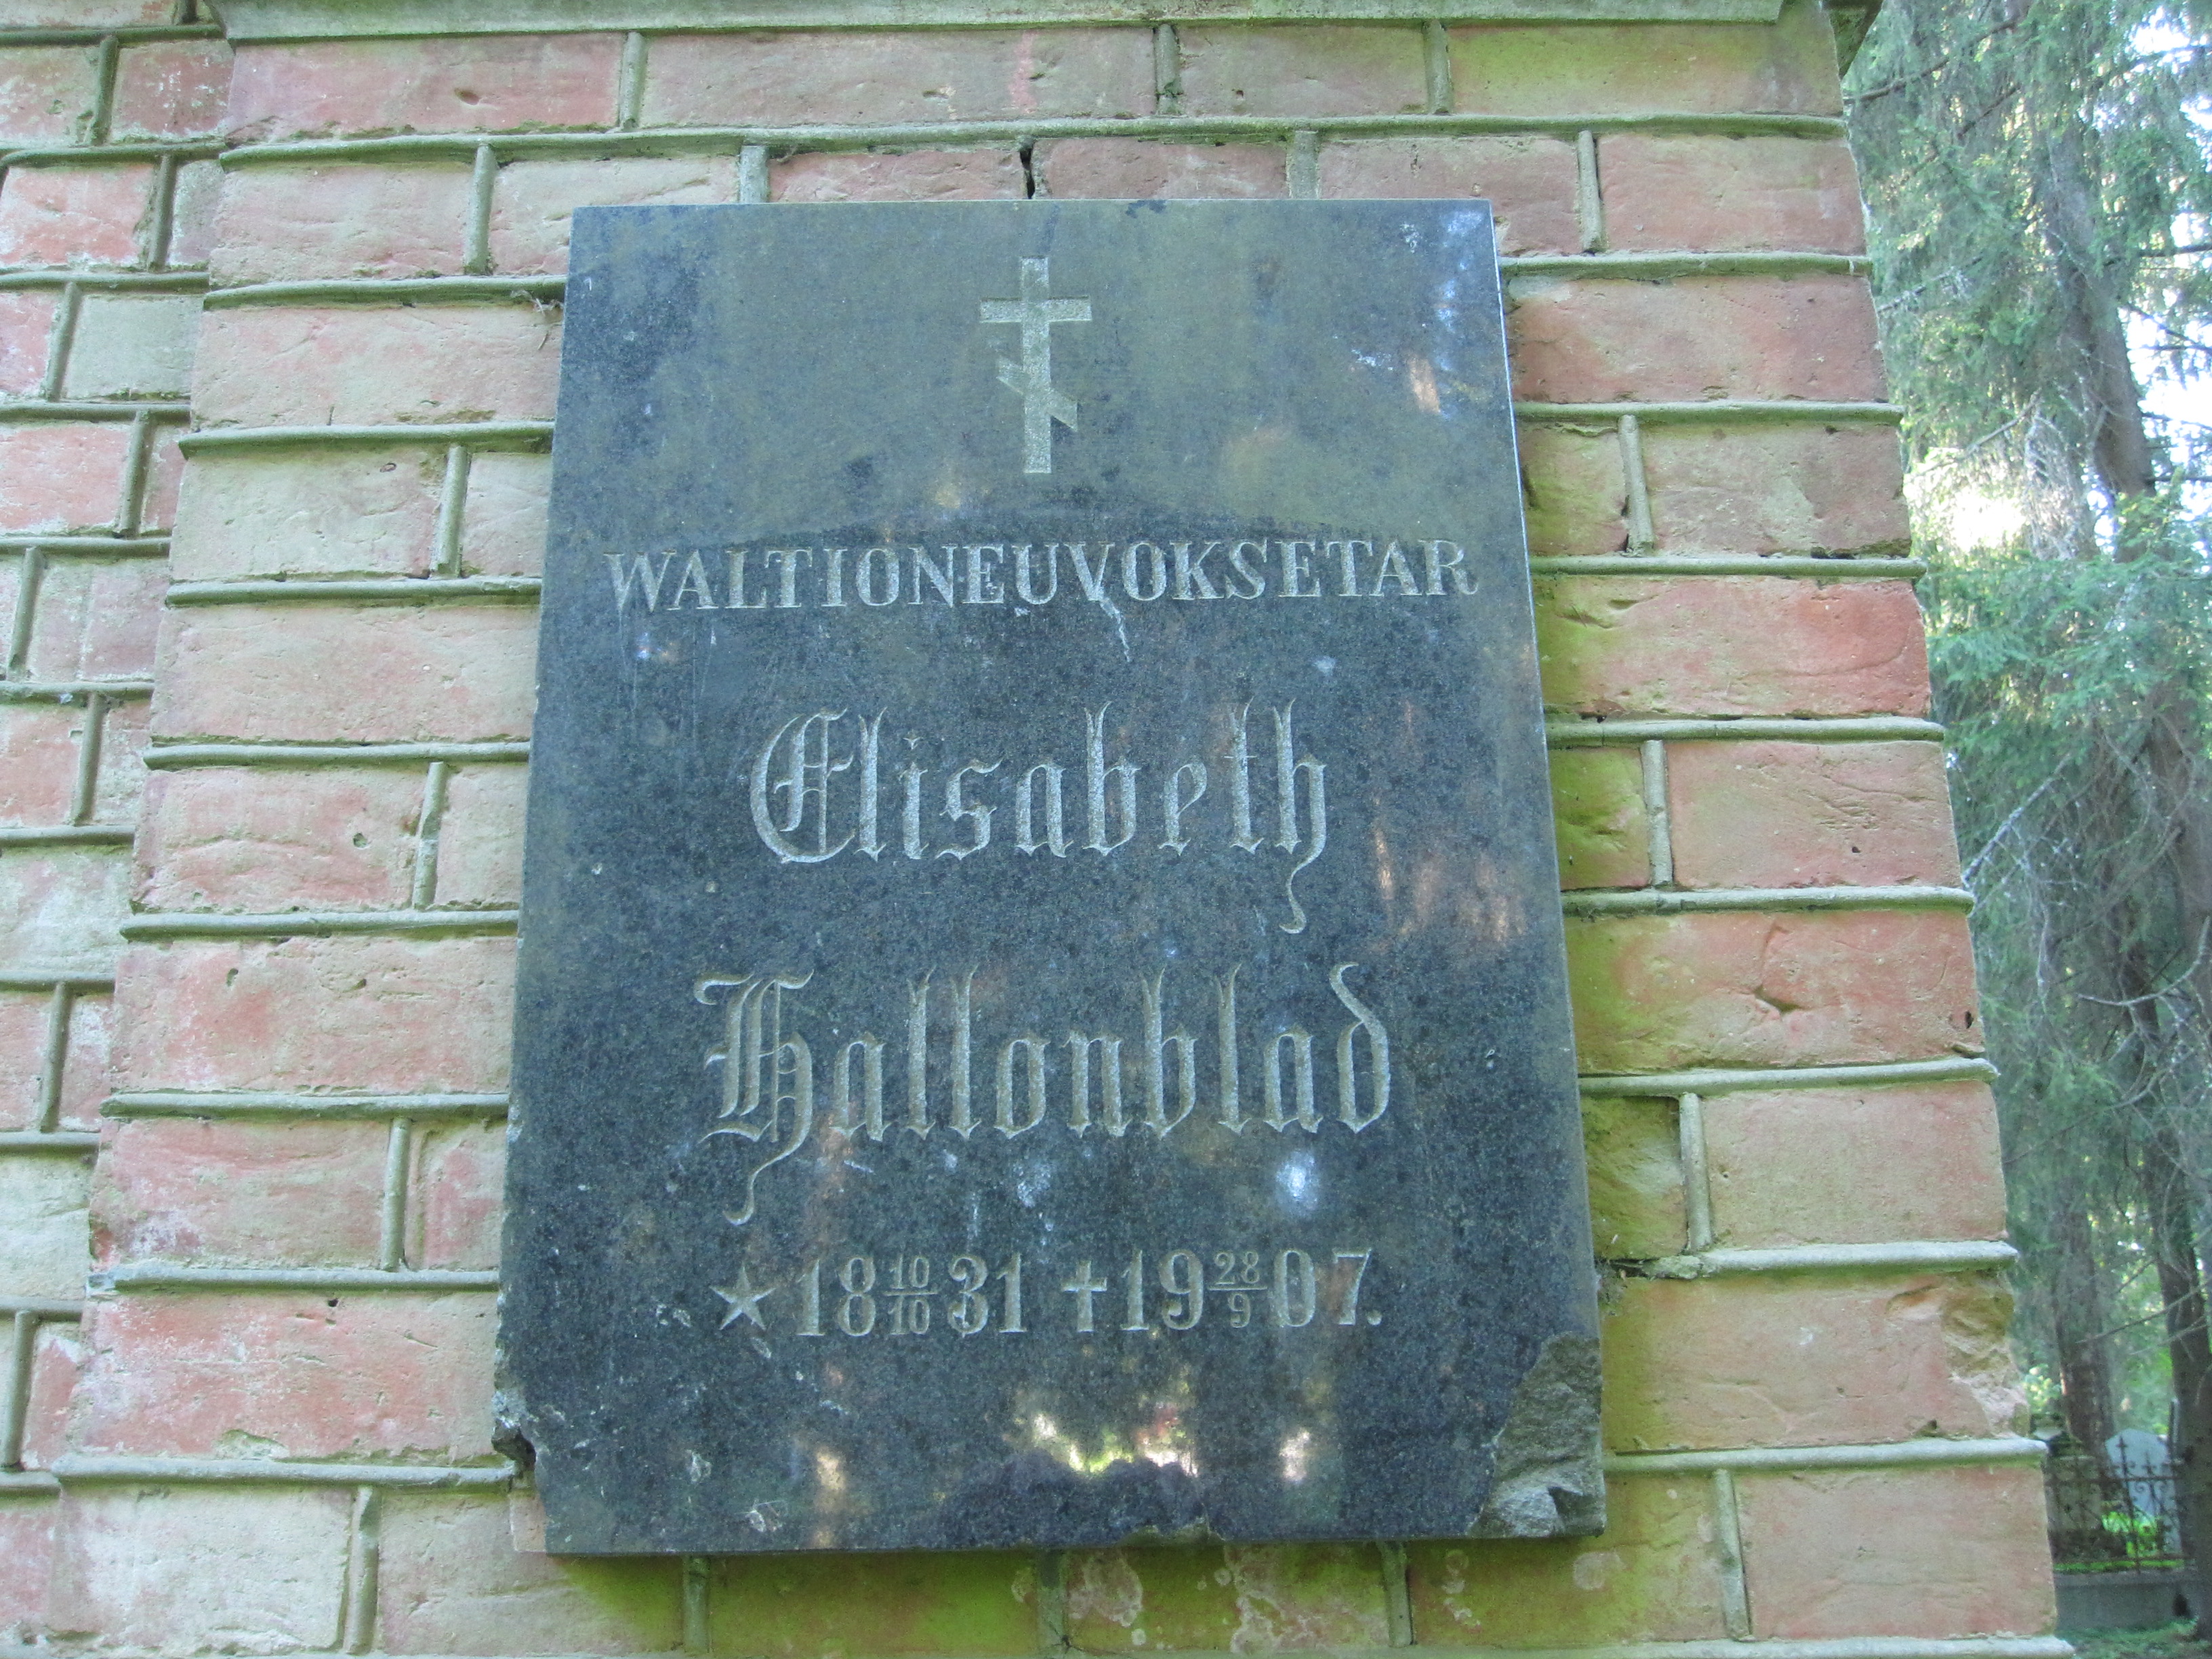 WALTIONEUVOKSETAR
Elisabeth
Hallonblad
★ 18 10/10 31 ✝ 19 28/9 07.